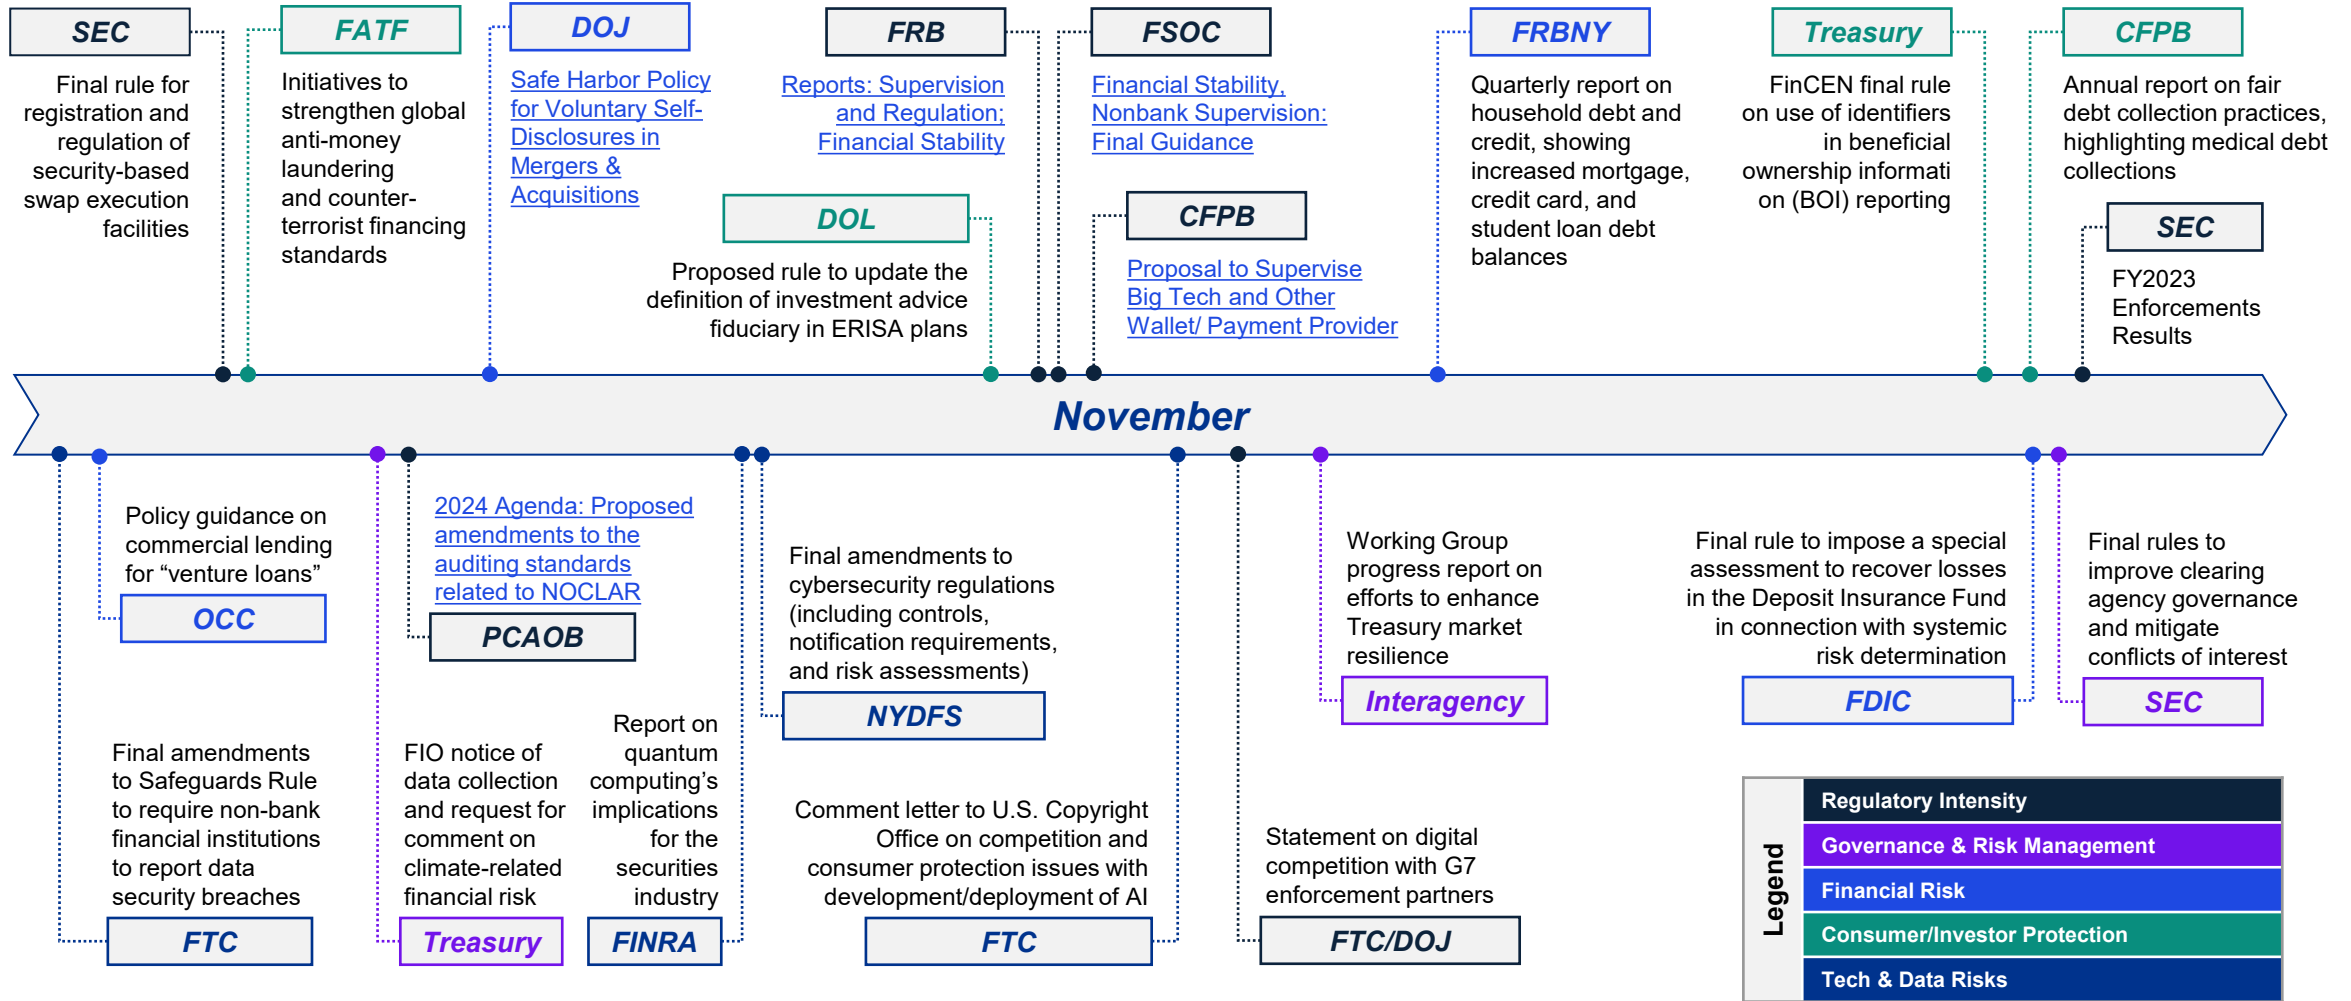 SEC
Final rule for
registration and
regulation of
security-based
swap execution
facilities
FATF
Initiatives to
strengthen global
anti-money
laundering
and counter-
terrorist financing
standards
DOJ
Safe Harbor Policy
for Voluntary Self-
Disclosures in
Mergers &
Acquisitions
FRB
Reports: Supervision
and Regulation;
Financial Stability
DOL
Proposed rule to update the
definition of investment advice
fiduciary in ERISA plans
FSOC
Financial Stability,
Nonbank Supervision:
Final Guidance
CFPB
Proposal to Supervise
Big Tech and Other
Wallet/ Payment Provider
FRBNY
Quarterly report on
household debt and
credit, showing
increased mortgage,
credit card, and
student loan debt
balances
Treasury
FinCEN final rule
on use of identifiers
in beneficial
ownership informati
on (BOI) reporting
CFPB
Annual report on fair
debt collection practices,
highlighting medical debt
collections
SEC
FY2023
Enforcements
Results
November
Policy guidance on
commercial lending
for “venture loans”
OCC
Final amendments
to Safeguards Rule
to require non-bank
financial institutions
to report data
security breaches
FTC
2024 Agenda: Proposed
amendments to the
auditing standards
related to NOCLAR
PCAOB
FIO notice of
data collection
and request for
comment on
climate-related
financial risk
Treasury
Report on
quantum
computing’s
implications
for the
securities
industry
FINRA
Final amendments to
cybersecurity regulations
(including controls,
notification requirements,
and risk assessments)
NYDFS
Comment letter to U.S. Copyright
Office on competition and
consumer protection issues with
development/deployment of AI
FTC
Statement on digital
competition with G7
enforcement partners
FTC/DOJ
Working Group
progress report on
efforts to enhance
Treasury market
resilience
Interagency
Final rule to impose a special
assessment to recover losses
in the Deposit Insurance Fund
in connection with systemic
risk determination
FDIC
Final rules to
improve clearing
agency governance
and mitigate
conflicts of interest
SEC
Legend
Regulatory Intensity
Governance & Risk Management
Financial Risk
Consumer/Investor Protection
Tech & Data Risks